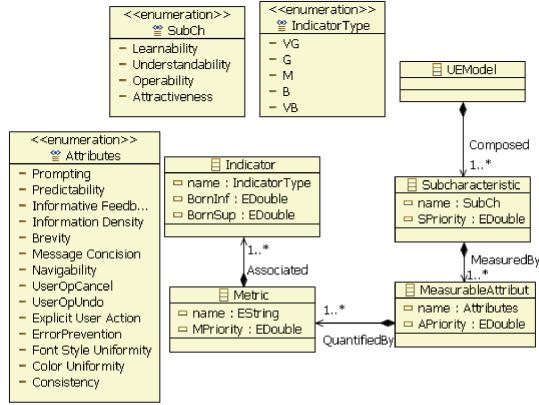 <<enumeration>>
SubCh
Learnability
Understandability
Operability
Attractiveness
<<enumeration>>
IndicatorType
VG
G
M
B
VB
UEModel
Composed
1..*
<<enumeration>>
Attributes
Prompting
Predictability
Informative Feedb...
Information Density
Brevity
Message Concision
Navigability
UserOpCancel
UserOpUndo
Explicit User Action
ErrorPrevention
Font Style Uniformity
Color Uniformity
Consistency
Indicator
name : IndicatorType
BornInf : EDouble
BornSup : EDouble
Subcharacteristic
name : SubCh
SPriority : EDouble
1..*
Associated
MeasuredBy
1..*
Metric
name : EString
MPriority : EDouble
1..*
QuantifiedBy
MeasurableAttribut
name : Attributes
APriority : EDouble